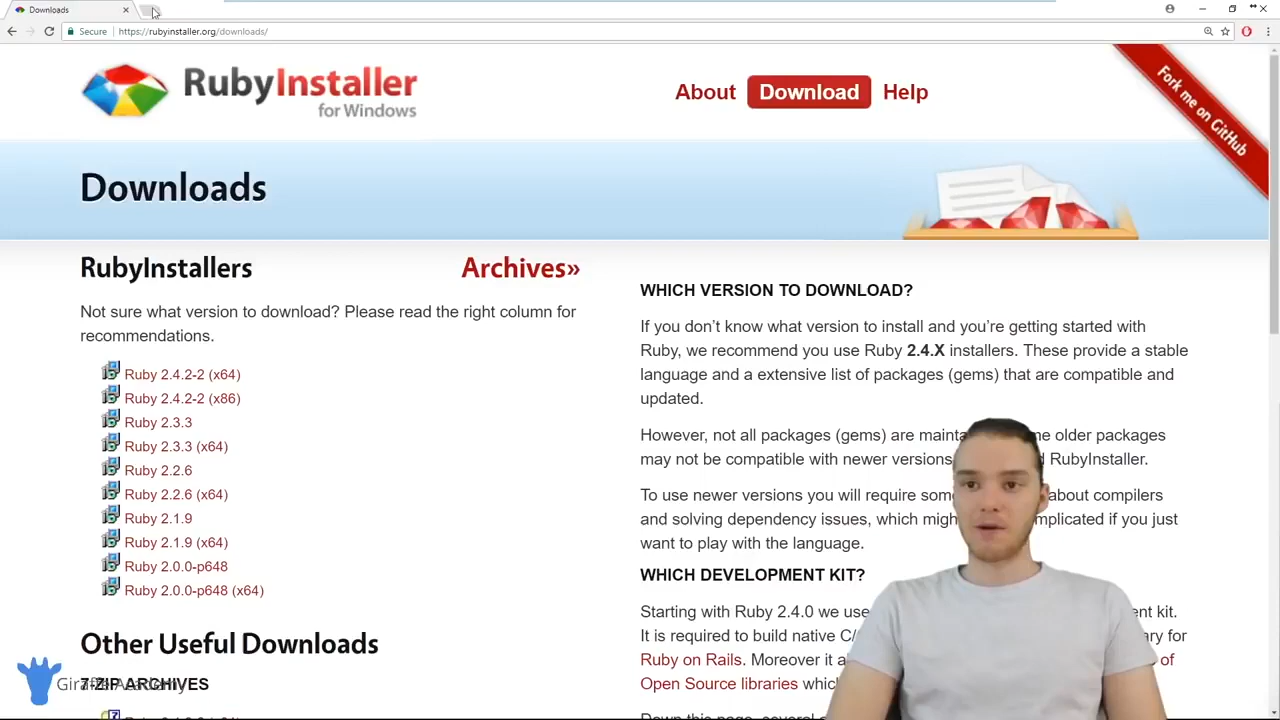 Downloads
Secure
https://rubyinstaller.org/downloads/
RubyInstaller
for Windows
About
Download
Help
Fork me on GitHub
Downloads
RubyInstallers
Archives»
Not sure what version to download? Please read the right column for
recommendations.
Ruby 2.4.2-2 (x64)
Ruby 2.4.2-2 (x86)
Ruby 2.3.3
Ruby 2.3.3 (x64)
Ruby 2.2.6
Ruby 2.2.6 (x64)
Ruby 2.1.9
Ruby 2.1.9 (x64)
Ruby 2.0.0-p648
Ruby 2.0.0-p648 (x64)
Other Useful Downloads
7-ZIP ARCHIVES
Giraffe Academy
WHICH VERSION TO DOWNLOAD?
If you don't know what version to install and you're getting started with
Ruby, we recommend you use Ruby 2.4.X installers. These provide a stable
language and a extensive list of packages (gems) that are compatible and
updated.
However, not all packages (gems) are older packages
may not be compatible with newer versions RubyInstaller.
To use newer versions you will require about compilers
and solving dependency issues, which if you just
want to play with the language.
WHICH DEVELOPMENT KIT?
Starting with Ruby 2.4.0 we use kit.
It is required to build native for
Ruby on Rails. Moreover it of
Open Source libraries